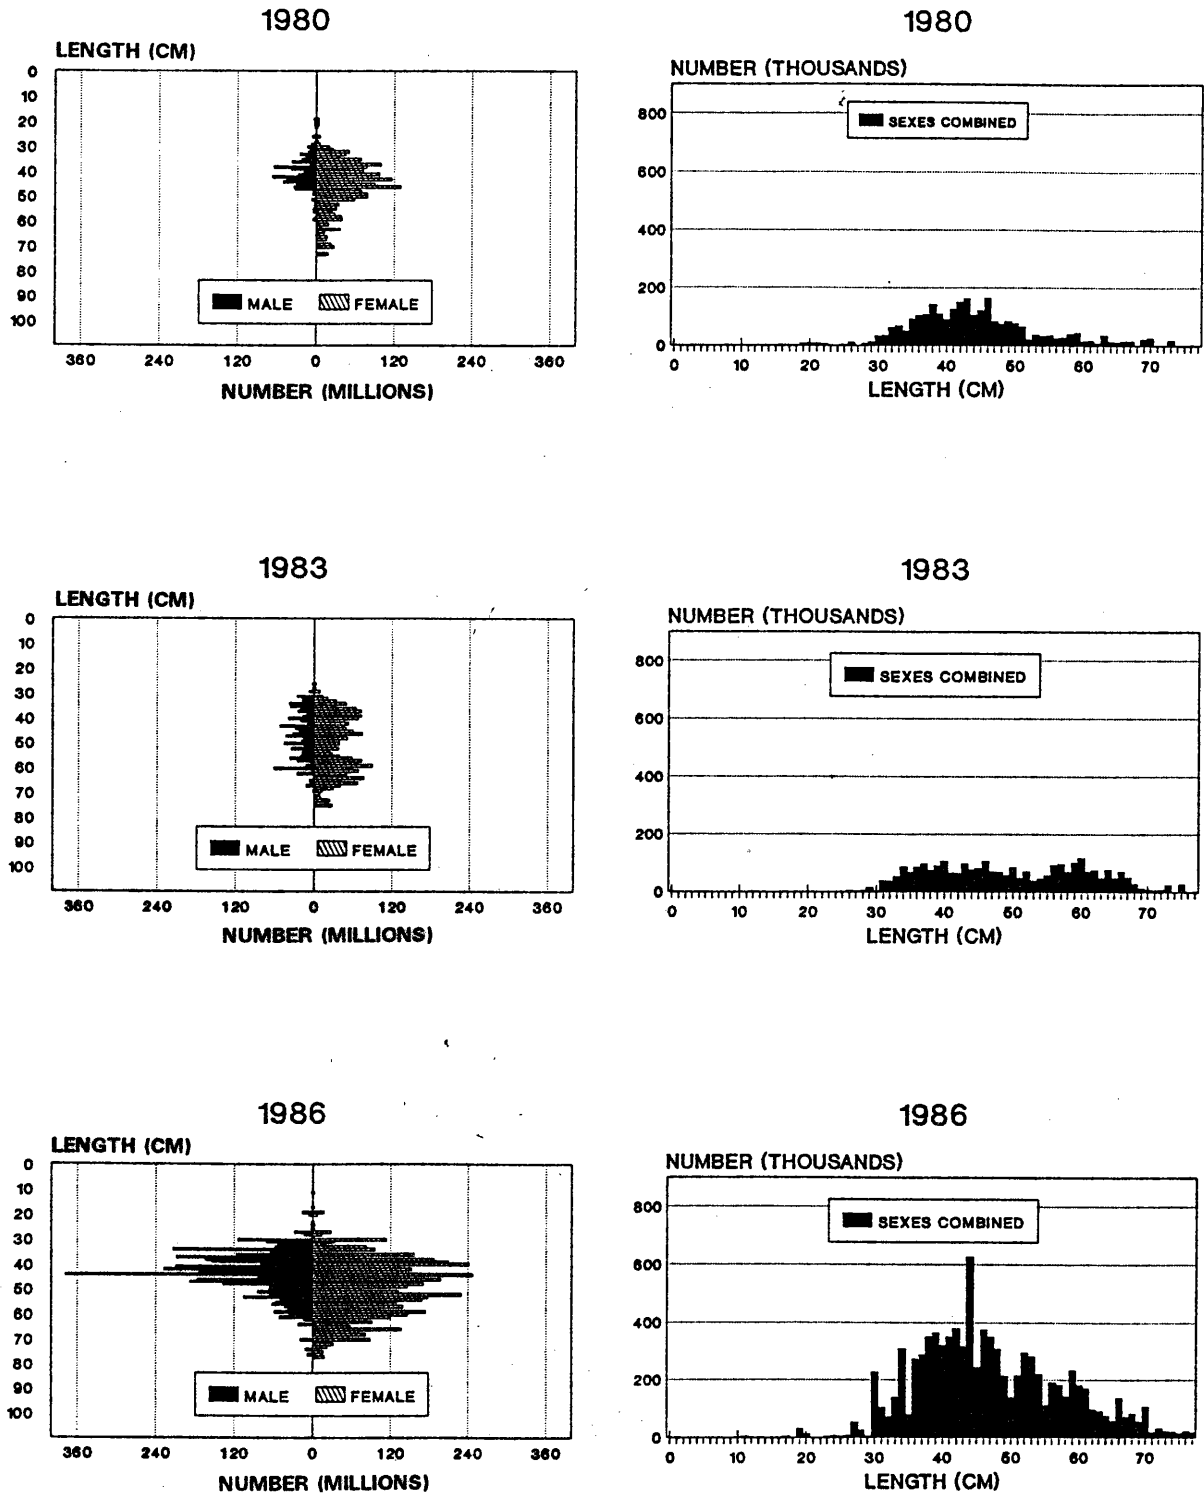 1980
LENGTH (CM)
0
10
20
30
40
50
60
70
80
90
100
MALE FEMALE
360 240 120 0 120 240 360
NUMBER (MILLIONS)
1980
NUMBER (THOUSANDS)
800
SEXES COMBINED
600
400
200
0
0 10 20 30 40 50 60 70
LENGTH (CM)
1983
LENGTH (CM)
0
10
20
30
40
50
60
70
80
90
100
MALE FEMALE
360 240 120 0 120 240 360
NUMBER (MILLIONS)
1983
NUMBER (THOUSANDS)
800
SEXES COMBINED
600
400
200
0
0 10 20 30 40 50 60 70
LENGTH (CM)
1986
LENGTH (CM)
0
10
20
30
40
50
60
70
80
90
100
MALE FEMALE
360 240 120 0 120 240 360
NUMBER (MILLIONS)
1986
NUMBER (THOUSANDS)
800
SEXES COMBINED
600
400
200
0
0 10 20 30 40 50 60 70
LENGTH (CM)